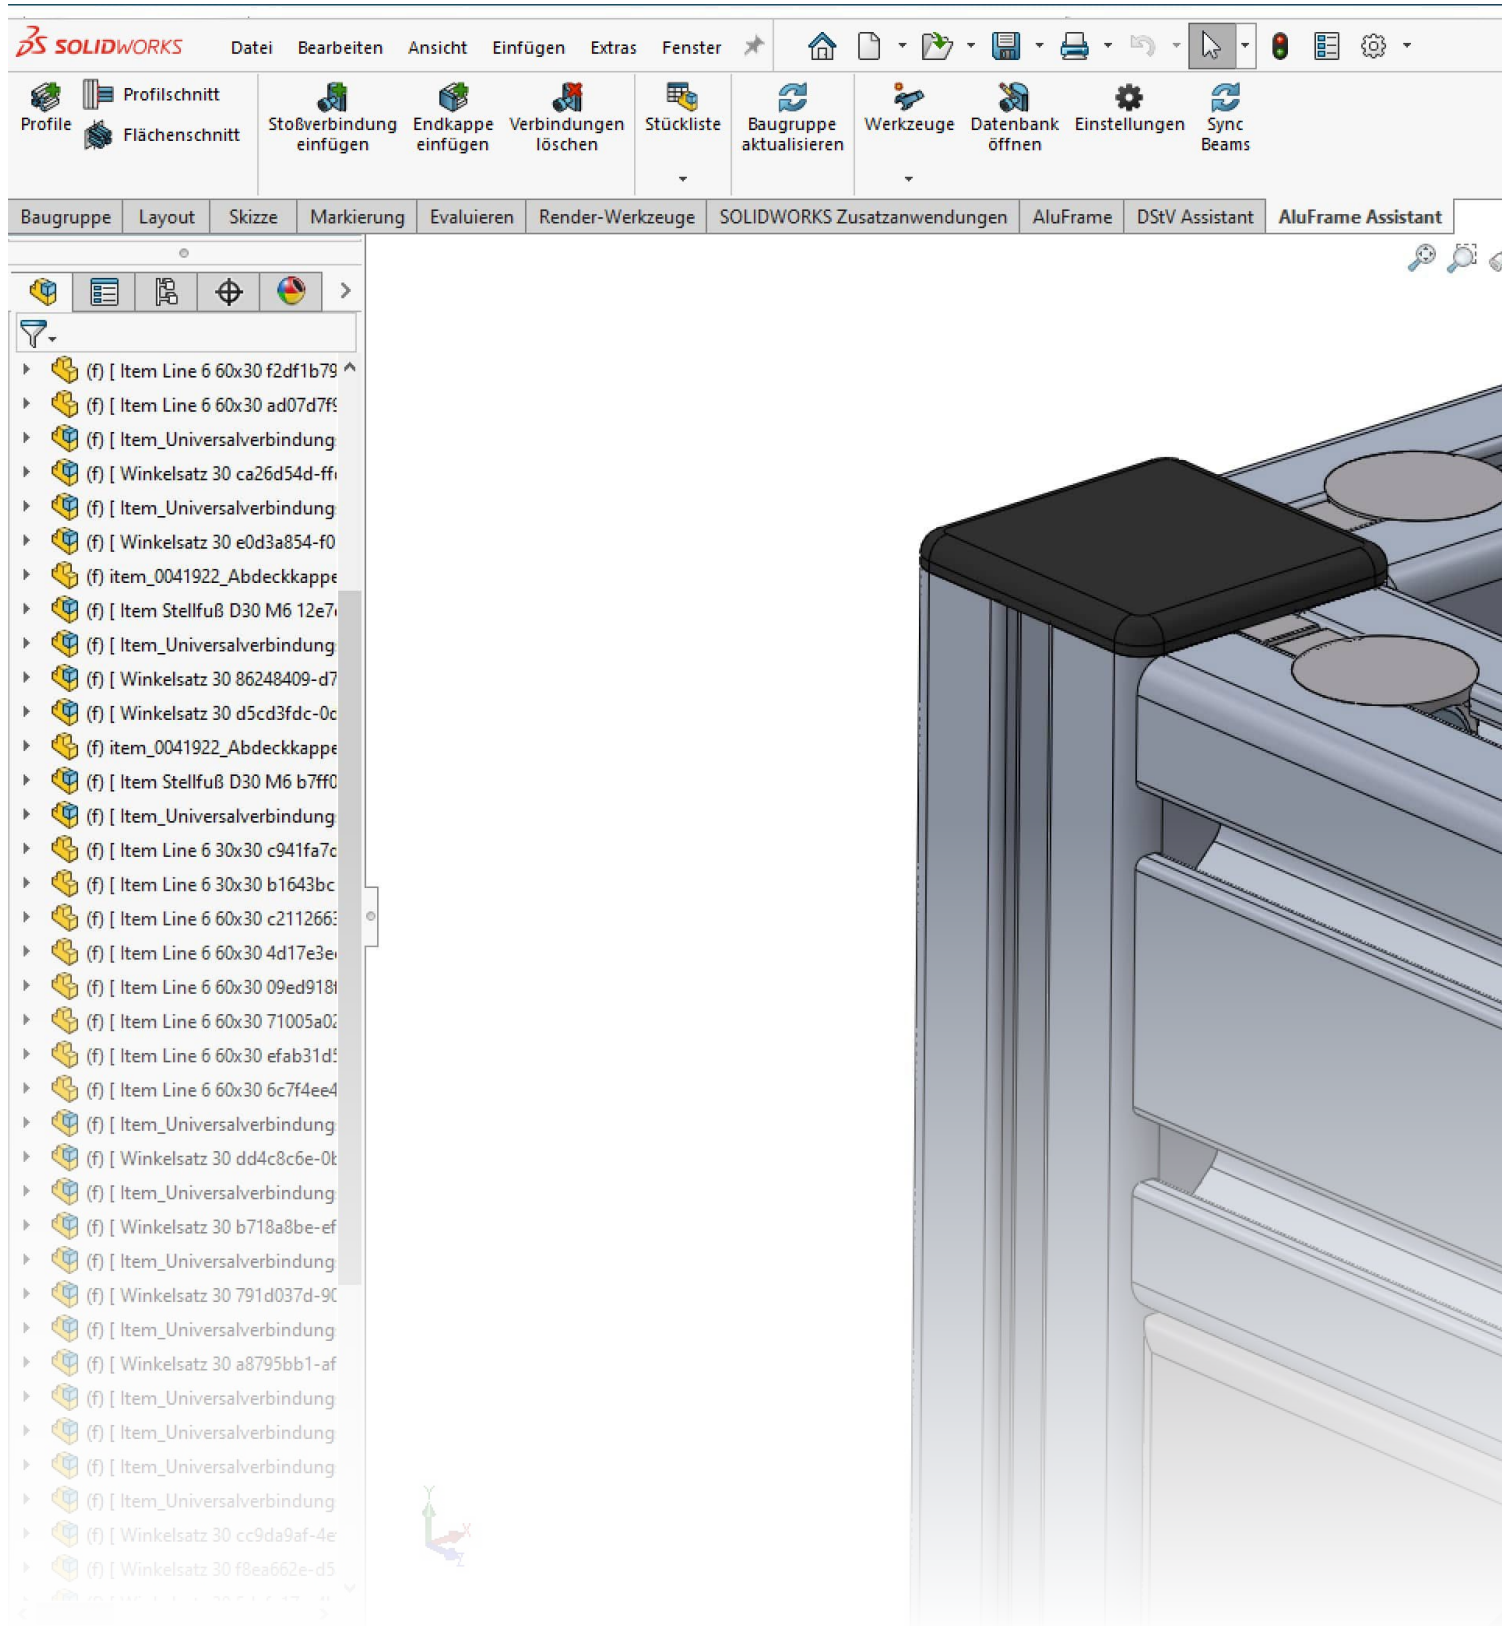 SOLIDWORKS Datei Bearbeiten Ansicht Einfügen Extras Fenster
Profile
Profilschnitt
Flächenschnitt
Stoßverbindung
einfügen
Endkappe
einfügen
Verbindungen
löschen
Stückliste
Baugruppe
aktualisieren
Werkzeuge
Datenbank
öffnen
Einstellungen
Sync
Beams
Baugruppe Layout Skizze Markierung Evaluieren Render-Werkzeuge SOLIDWORKS Zusatzanwendungen AluFrame DStV Assistant AluFrame Assistant
(f) [ Item Line 6 60x30 f2df1b79
(f) [ Item Line 6 60x30 ad07d7f9
(f) [ Item_Universalverbindung
(f) [ Winkelsatz 30 ca26d54d-ff
(f) [ Item_Universalverbindung
(f) [ Winkelsatz 30 e0d3a854-f0
(f) item_0041922_Abdeckkappe
(f) [ Item Stellfuß D30 M6 12e7
(f) [ Item_Universalverbindung
(f) [ Winkelsatz 30 86248409-d7
(f) [ Winkelsatz 30 d5cd3fdc-0c
(f) item_0041922_Abdeckkappe
(f) [ Item Stellfuß D30 M6 b7ff0
(f) [ Item_Universalverbindung
(f) [ Item Line 6 30x30 c941fa7c
(f) [ Item Line 6 30x30 b1643bc
(f) [ Item Line 6 60x30 c2112663
(f) [ Item Line 6 60x30 4d17e3e
(f) [ Item Line 6 60x30 09ed918f
(f) [ Item Line 6 60x30 71005a02
(f) [ Item Line 6 60x30 efab31d5
(f) [ Item Line 6 60x30 6c7f4ee4
(f) [ Item_Universalverbindung
(f) [ Winkelsatz 30 dd4c8c6e-0b
(f) [ Item_Universalverbindung
(f) [ Winkelsatz 30 b718a8be-ef
(f) [ Item_Universalverbindung
(f) [ Winkelsatz 30 791d037d-90
(f) [ Item_Universalverbindung
(f) [ Winkelsatz 30 a8795bb1-af
(f) [ Item_Universalverbindung
(f) [ Item_Universalverbindung
(f) [ Item_Universalverbindung
(f) [ Item_Universalverbindung
(f) [ Winkelsatz 30 cc9da9af-4e
(f) [ Winkelsatz 30 f8ea662e-d5
Y
X
Z